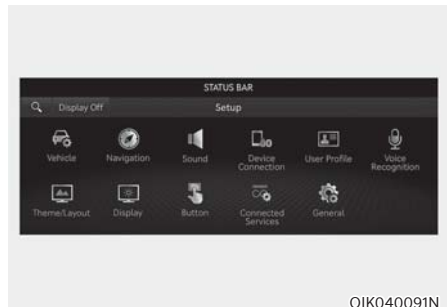 STATUS BAR
Display Off Setup
Vehicle Navigation Sound Device Connection User Profile Voice Recognition
Theme/Layout Display Button Connected Services General
OIK040091N